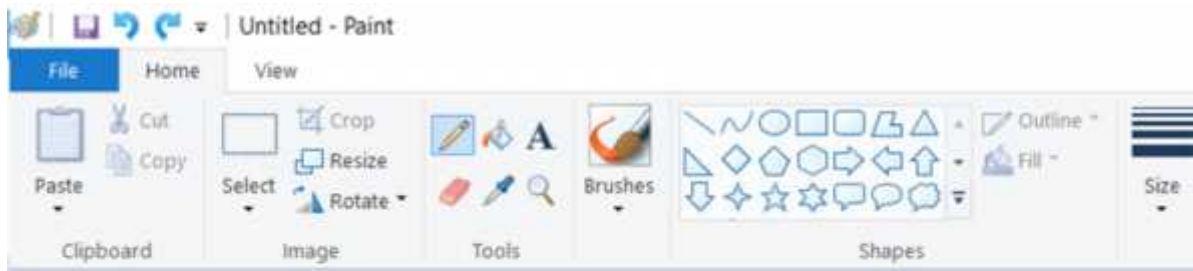 Untitled - Paint
File Home View
Cut
Copy
Paste
Clipboard
Crop
Resize
Rotate
Select
Image
A
Tools
Brushes
Outline
Fill
Shapes
Size